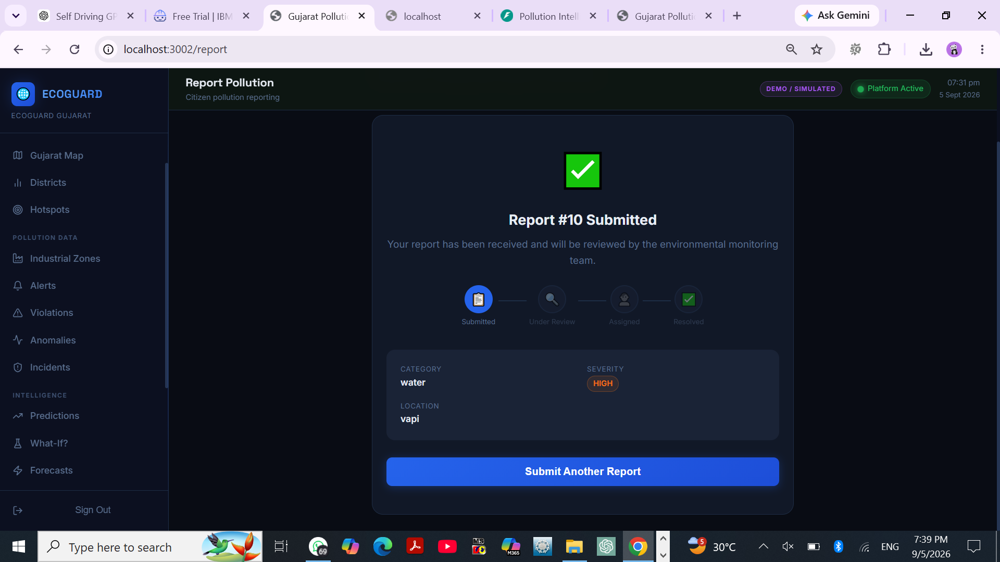 Self Driving GP
Free Trial | IBM
Gujarat Polluti
localhost
Pollution Intell
Gujarat Polluti
Ask Gemini
localhost:3002/report
ECOGUARD
ECOGUARD GUJARAT
Report Pollution
Citizen pollution reporting
DEMO / SIMULATED
Platform Active
07:31 pm
5 Sept 2026
Gujarat Map
Districts
Hotspots
POLLUTION DATA
Industrial Zones
Alerts
Violations
Anomalies
Incidents
INTELLIGENCE
Predictions
What-If?
Forecasts
Sign Out
Report #10 Submitted
Your report has been received and will be reviewed by the environmental monitoring
team.
Submitted
Under Review
Assigned
Resolved
CATEGORY
water
SEVERITY
HIGH
LOCATION
vapi
Submit Another Report
Type here to search
69
MS
M365
5
30°C
ENG
7:39 PM
9/5/2026